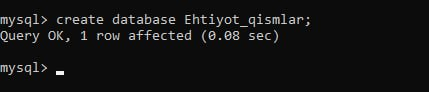 mysql> create database Ehtiyot_qismlar;
Query OK, 1 row affected (0.08 sec)
mysql>